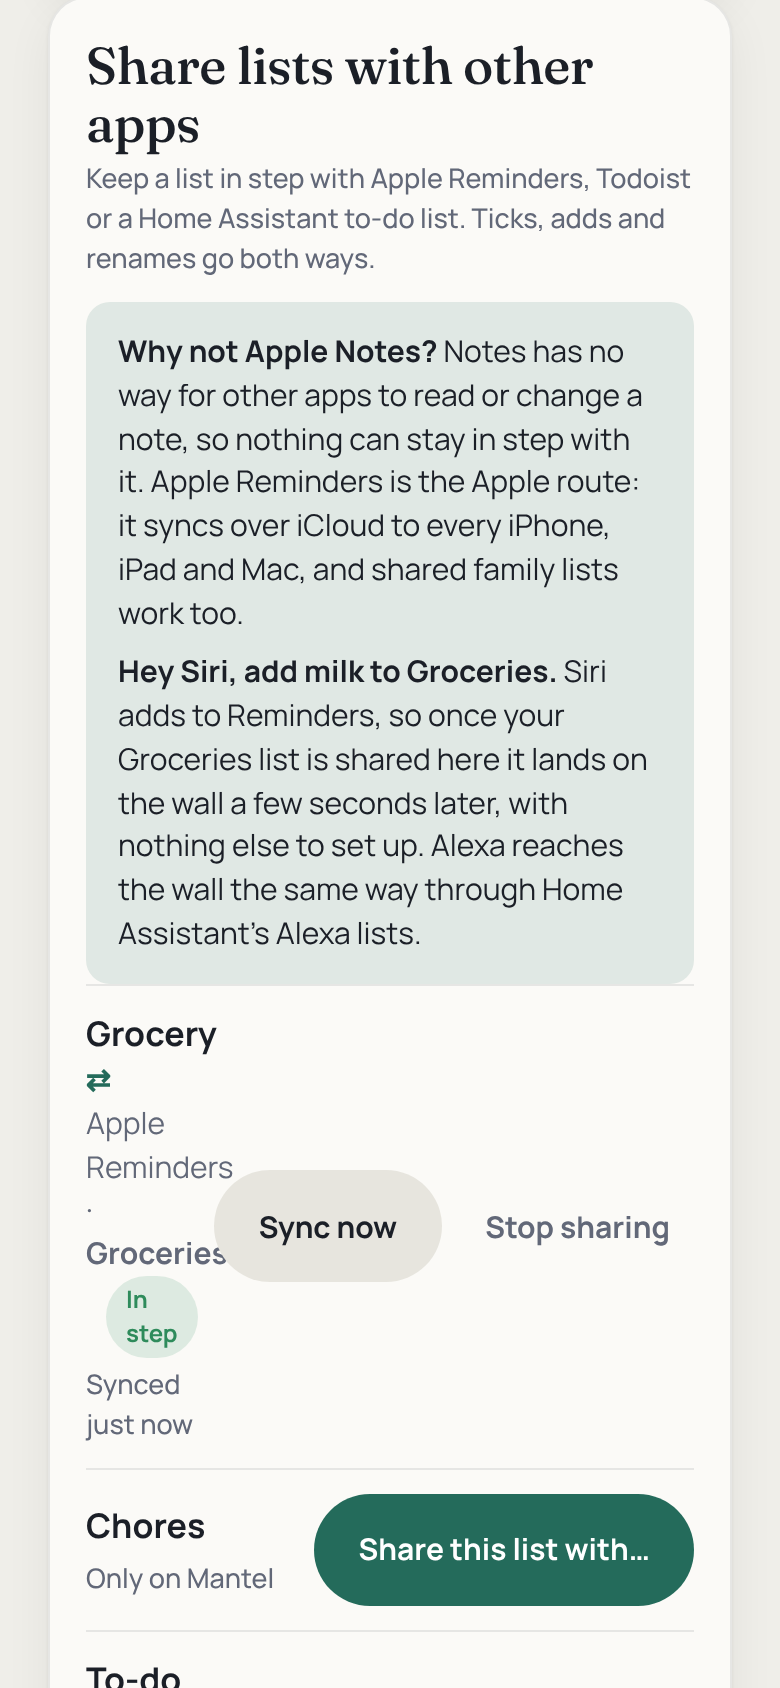 Share lists with other
apps
Keep a list in step with Apple Reminders, Todoist
or a Home Assistant to-do list. Ticks, adds and
renames go both ways.
Why not Apple Notes? Notes has no
way for other apps to read or change a
note, so nothing can stay in step with
it. Apple Reminders is the Apple route:
it syncs over iCloud to every iPhone,
iPad and Mac, and shared family lists
work too.
Hey Siri, add milk to Groceries. Siri
adds to Reminders, so once your
Groceries list is shared here it lands on
the wall a few seconds later, with
nothing else to set up. Alexa reaches
the wall the same way through Home
Assistant’s Alexa lists.
Grocery
⇄
Apple
Reminders
·
Groceries
In
step
Synced
just now
Sync now
Stop sharing
Chores
Only on Mantel
Share this list with…
To-do